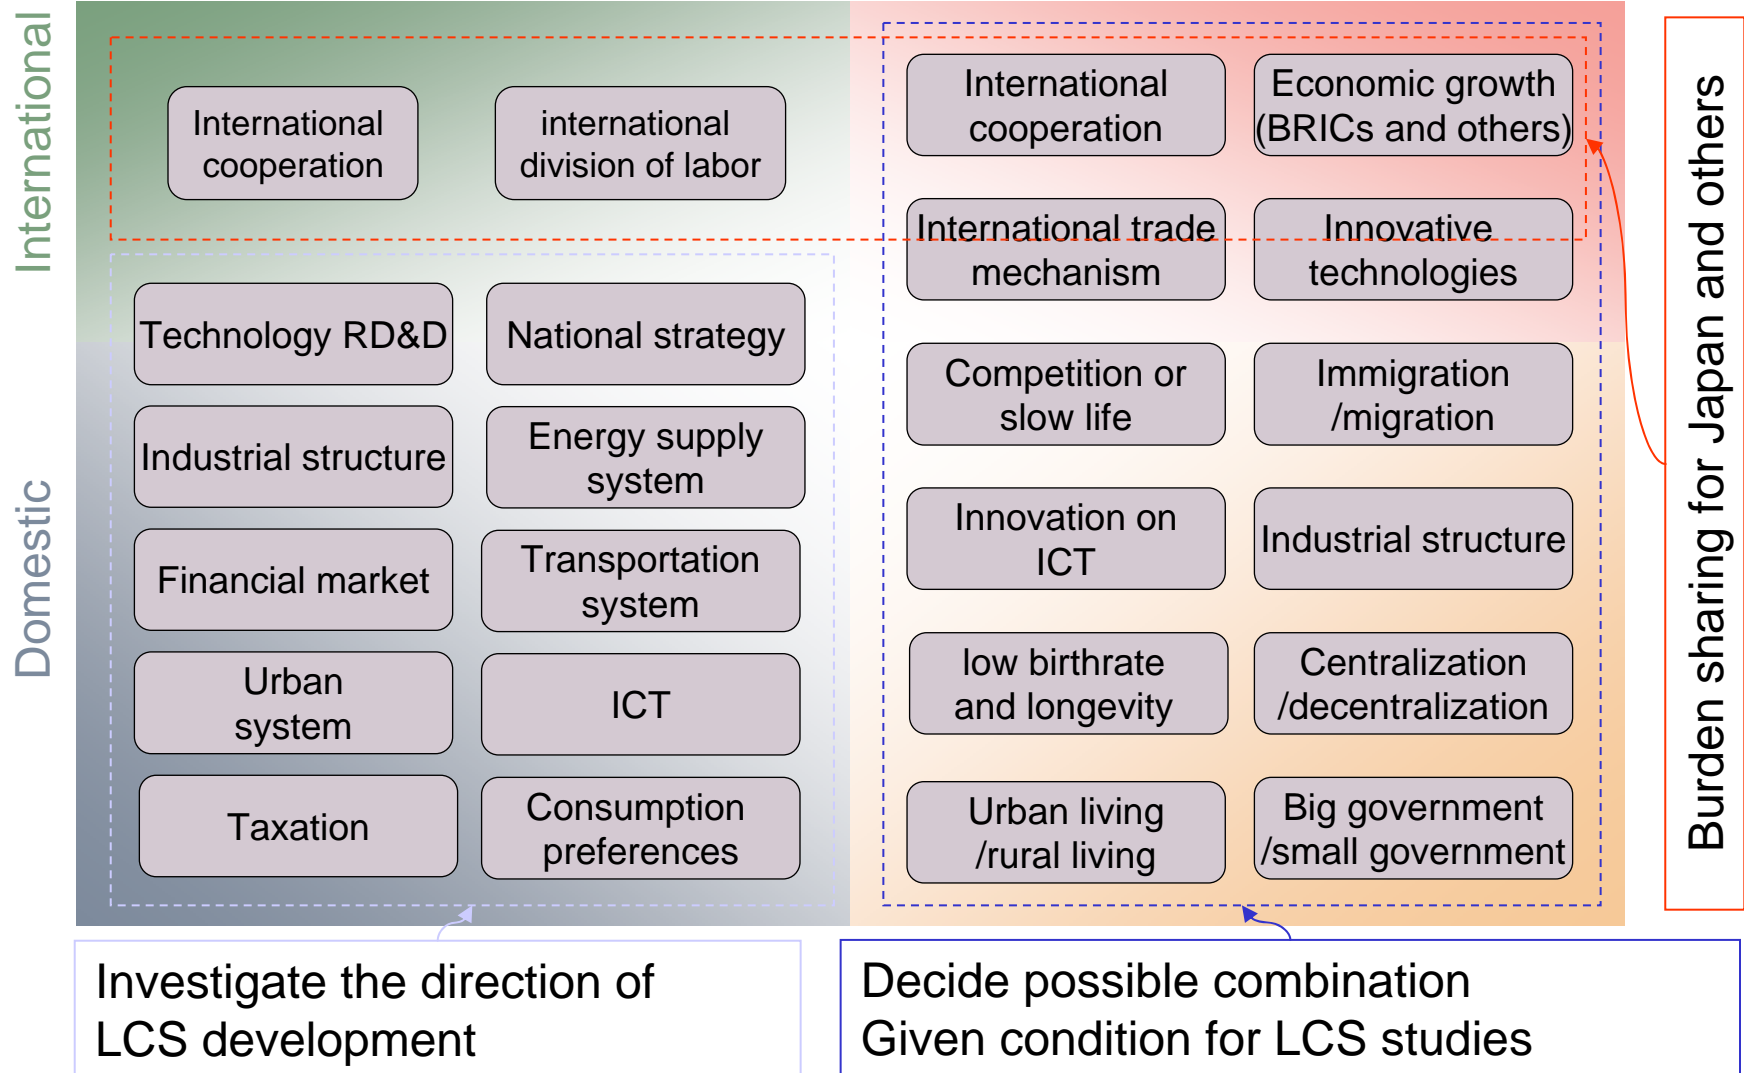 International
Domestic
International
cooperation
international
division of labor
Technology RD&D
National strategy
Industrial structure
Energy supply
system
Financial market
Transportation
system
Urban
system
ICT
Taxation
Consumption
preferences
International
cooperation
Economic growth
(BRICs and others)
International trade
mechanism
Innovative
technologies
Competition or
slow life
Immigration
/migration
Innovation on
ICT
Industrial structure
low birthrate
and longevity
Centralization
/decentralization
Urban living
/rural living
Big government
/small government
Burden sharing for Japan and others
Investigate the direction of
LCS development
Decide possible combination
Given condition for LCS studies